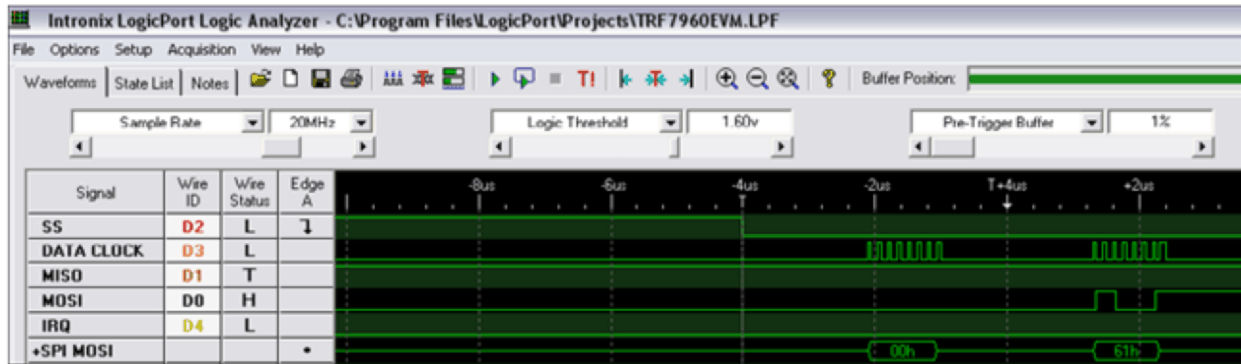 Intronix LogicPort Logic Analyzer - C:\Program Files\LogicPort\Projects\TRF7960EVM.LPF
File Options Setup Acquisition View Help
Waveforms State List Notes T! Buffer Position:
Sample Rate 20MHz Logic Threshold 1.60v Pre-Trigger Buffer 1%
Signal Wire ID Wire Status Edge A -8us -6us -4us -2us T+4us +2us
T
SS D2 L
DATA CLOCK D3 L
MISO D1 T
MOSI D0 H
IRQ D4 L
+SPI MOSI 00h 61h